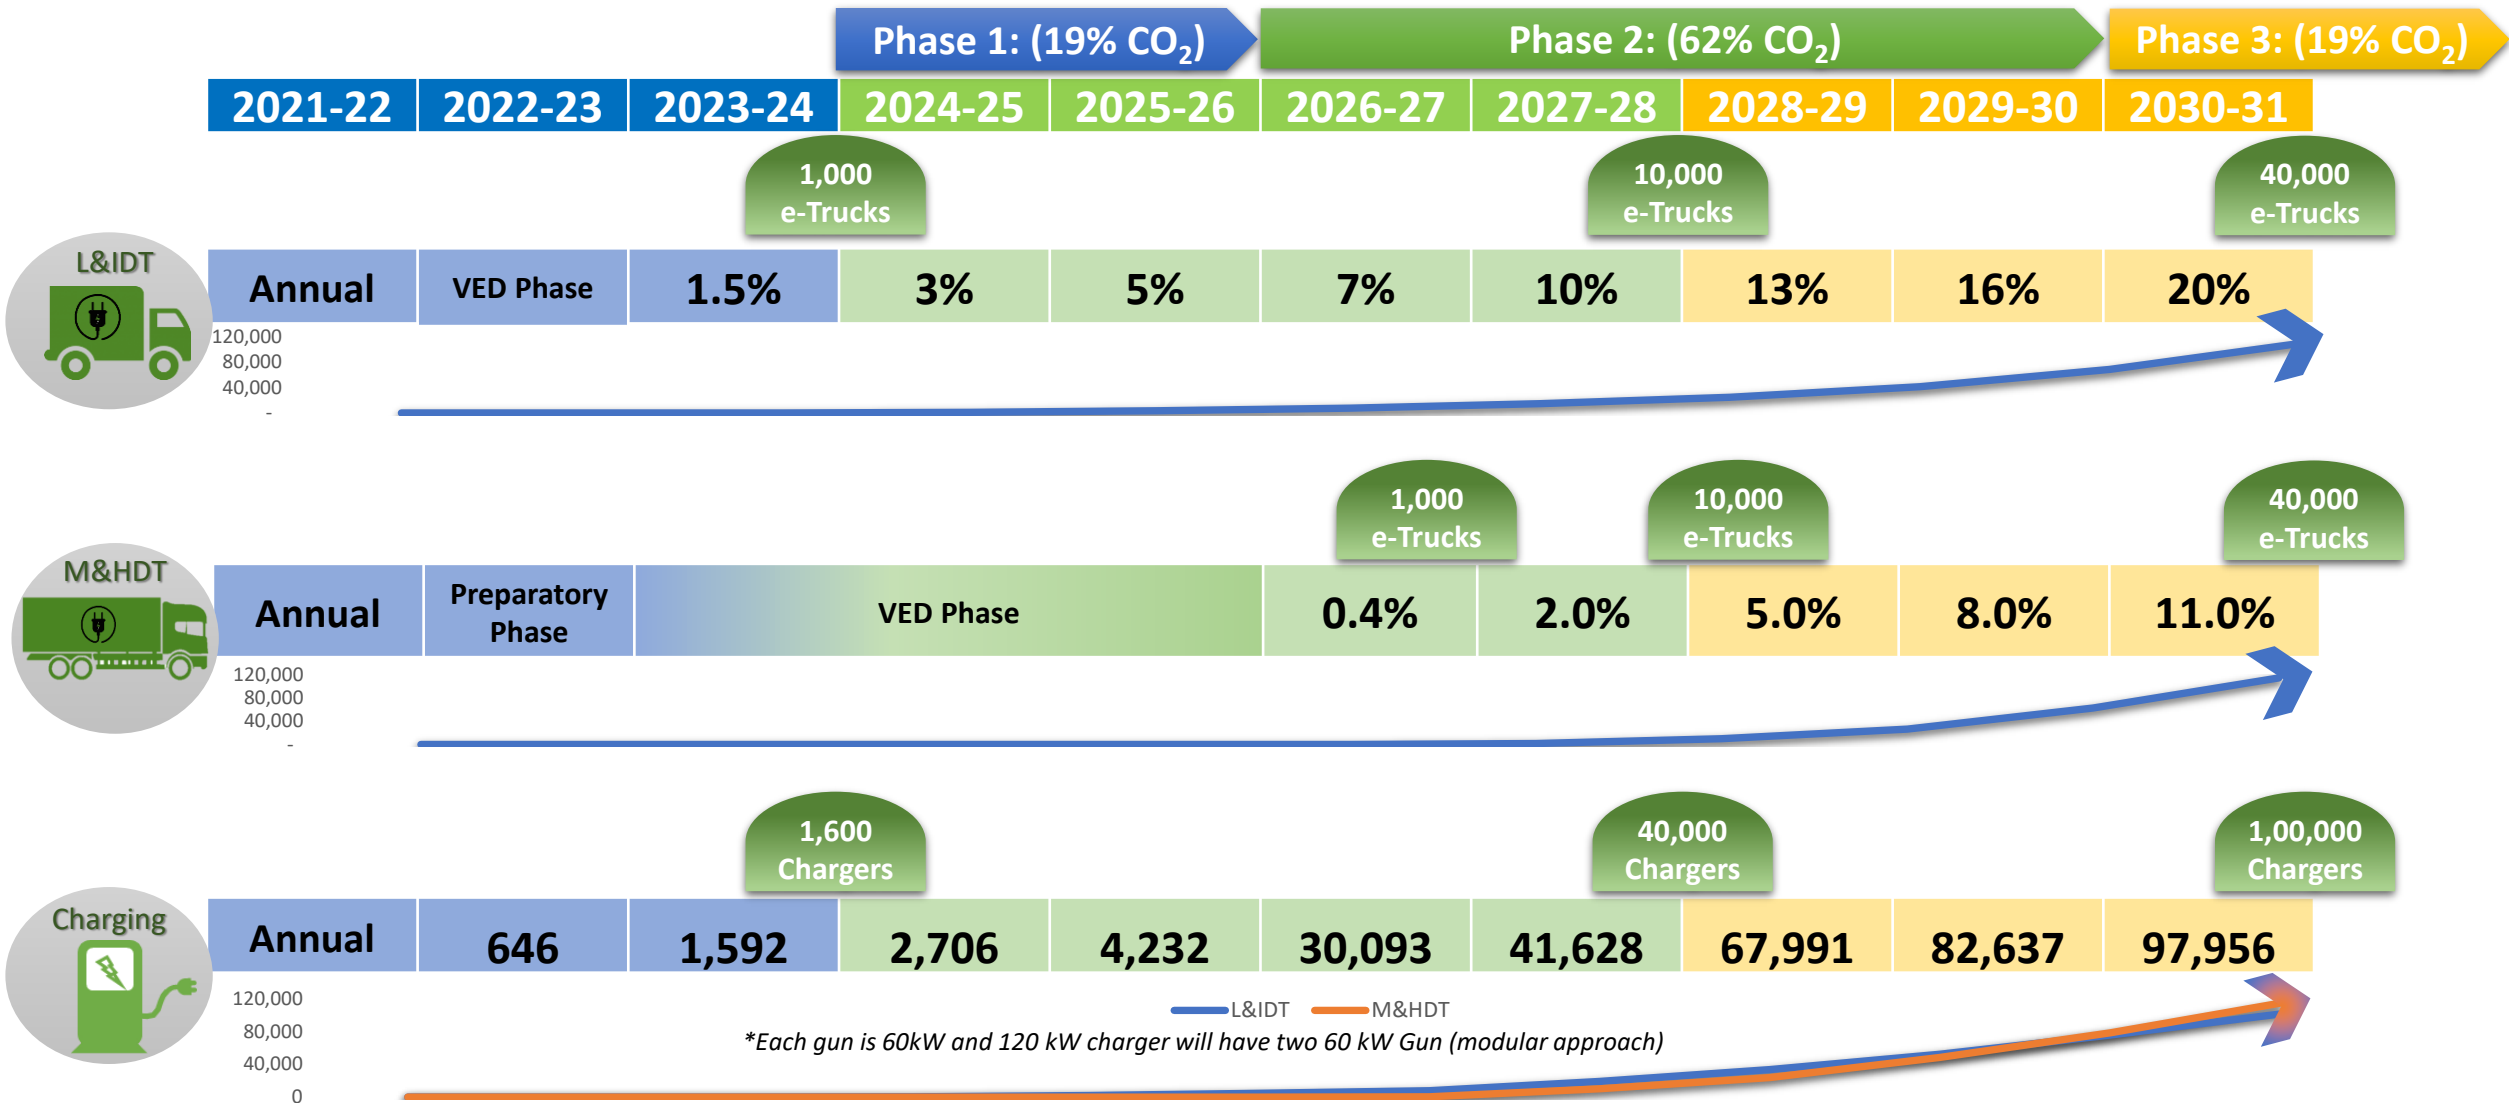 Phase 1: (19% CO₂)
Phase 2: (62% CO₂)
Phase 3: (19% CO₂)
2021-22 2022-23 2023-24 2024-25 2025-26 2026-27 2027-28 2028-29 2029-30 2030-31
1,000
e-Trucks
10,000
e-Trucks
40,000
e-Trucks
L&IDT
Annual VED Phase 1.5% 3% 5% 7% 10% 13% 16% 20%
120,000
80,000
40,000
-
1,000
e-Trucks
10,000
e-Trucks
40,000
e-Trucks
M&HDT
Annual
Preparatory
Phase
VED Phase
0.4% 2.0% 5.0% 8.0% 11.0%
120,000
80,000
40,000
-
1,600
Chargers
40,000
Chargers
1,00,000
Chargers
Charging
Annual 646 1,592 2,706 4,232 30,093 41,628 67,991 82,637 97,956
120,000
80,000
40,000
0
L&IDT M&HDT
*Each gun is 60kW and 120 kW charger will have two 60 kW Gun (modular approach)